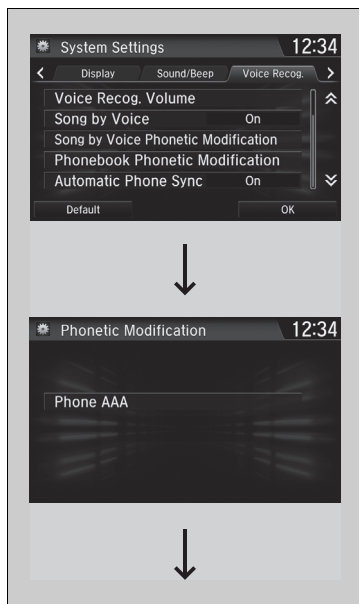 System Settings 12:34
Display Sound/Beep Voice Recog.
Voice Recog. Volume
Song by Voice On
Song by Voice Phonetic Modification
Phonebook Phonetic Modification
Automatic Phone Sync On
Default OK
Phonetic Modification 12:34
Phone AAA